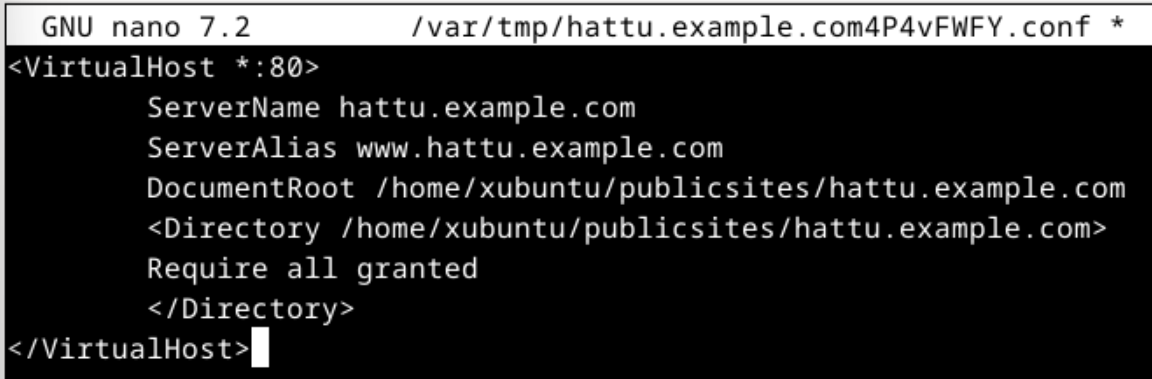 GNU nano 7.2 /var/tmp/hattu.example.com4P4vFWFY.conf *
<VirtualHost *:80>
ServerName hattu.example.com
ServerAlias www.hattu.example.com
DocumentRoot /home/xubuntu/publicsites/hattu.example.com
<Directory /home/xubuntu/publicsites/hattu.example.com>
Require all granted
</Directory>
</VirtualHost>